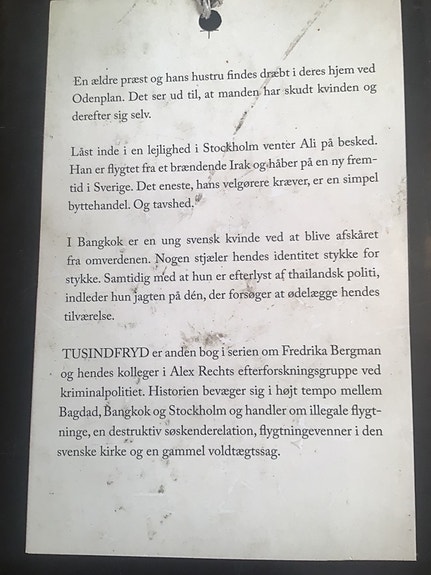 En ældre præst og hans hustru findes dræbt i deres hjem ved
Odenplan. Det ser ud til, at manden har skudt kvinden og
derefter sig selv.
Låst inde i en lejlighed i Stockholm venter Ali på besked.
Han er flygtet fra et brændende Irak og håber på en ny frem-
tid i Sverige. Det eneste, hans velgørere kræver, er en simpel
byttehandel. Og tavshed.
I Bangkok er en ung svensk kvinde ved at blive afskåret
fra omverdenen. Nogen stjæler hendes identitet stykke for
stykke. Samtidig med at hun er efterlyst af thailandsk politi,
indleder hun jagten på dén, der forsøger at ødelægge hendes
tilværelse.
TUSINDFRYD er anden bog i serien om Fredrika Bergman
og hendes kolleger i Alex Rechts efterforskningsgruppe ved
kriminalpolitiet. Historien bevæger sig i højt tempo mellem
Bagdad, Bangkok og Stockholm og handler om illegale flygt-
ninge, en destruktiv søskenderelation, flygtningevenner i den
svenske kirke og en gammel voldtægtssag.